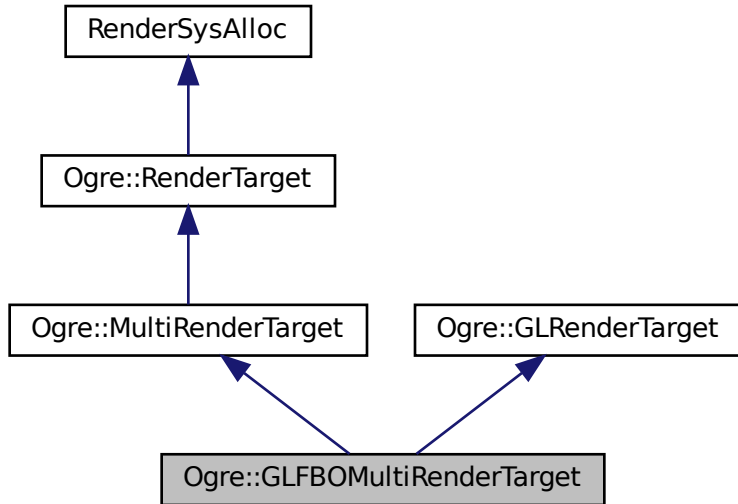 RenderSysAlloc
Ogre::RenderTarget
Ogre::MultiRenderTarget
Ogre::GLRenderTarget
Ogre::GLFBOMultiRenderTarget